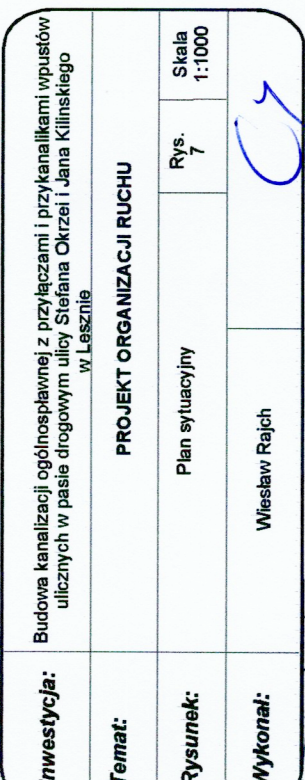 Inwestycja: Budowa kanalizacji ogólnospławnej z przyłączami i przykanalikami wpustów
ulicznych w pasie drogowym ulicy Stefana Okrzei i Jana Kilinskiego
w Lesznie
Temat: PROJEKT ORGANIZACJI RUCHU
Rysunek: Plan sytuacyjny Rys. 7 Skala 1:1000
Wykonał: Wiesław Rajch